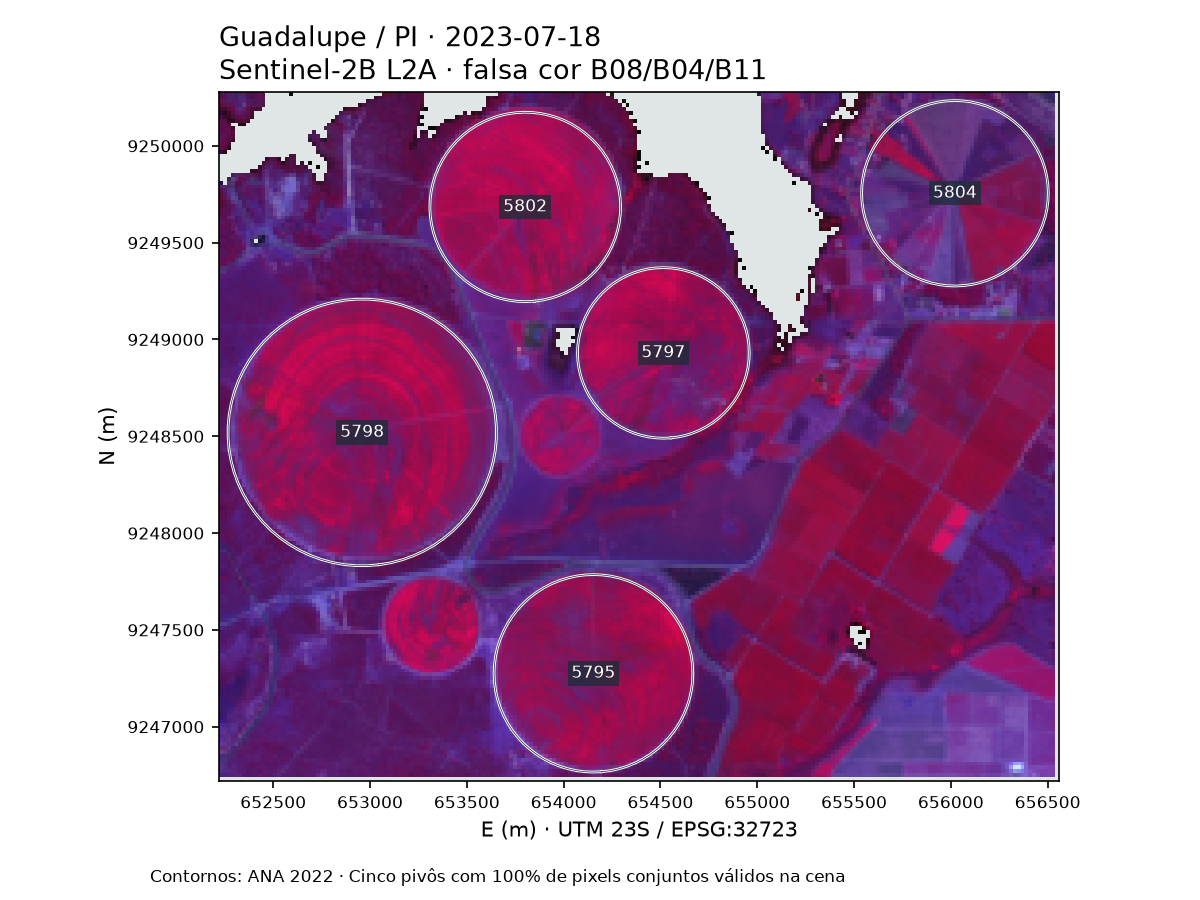 Guadalupe / PI · 2023-07-18
Sentinel-2B L2A · falsa cor B08/B04/B11
N (m)
9250000
9249500
9249000
9248500
9248000
9247500
9247000
5802
5804
5797
5798
5795
652500 653000 653500 654000 654500 655000 655500 656000 656500
E (m) · UTM 23S / EPSG:32723
Contornos: ANA 2022 · Cinco pivôs com 100% de pixels conjuntos válidos na cena